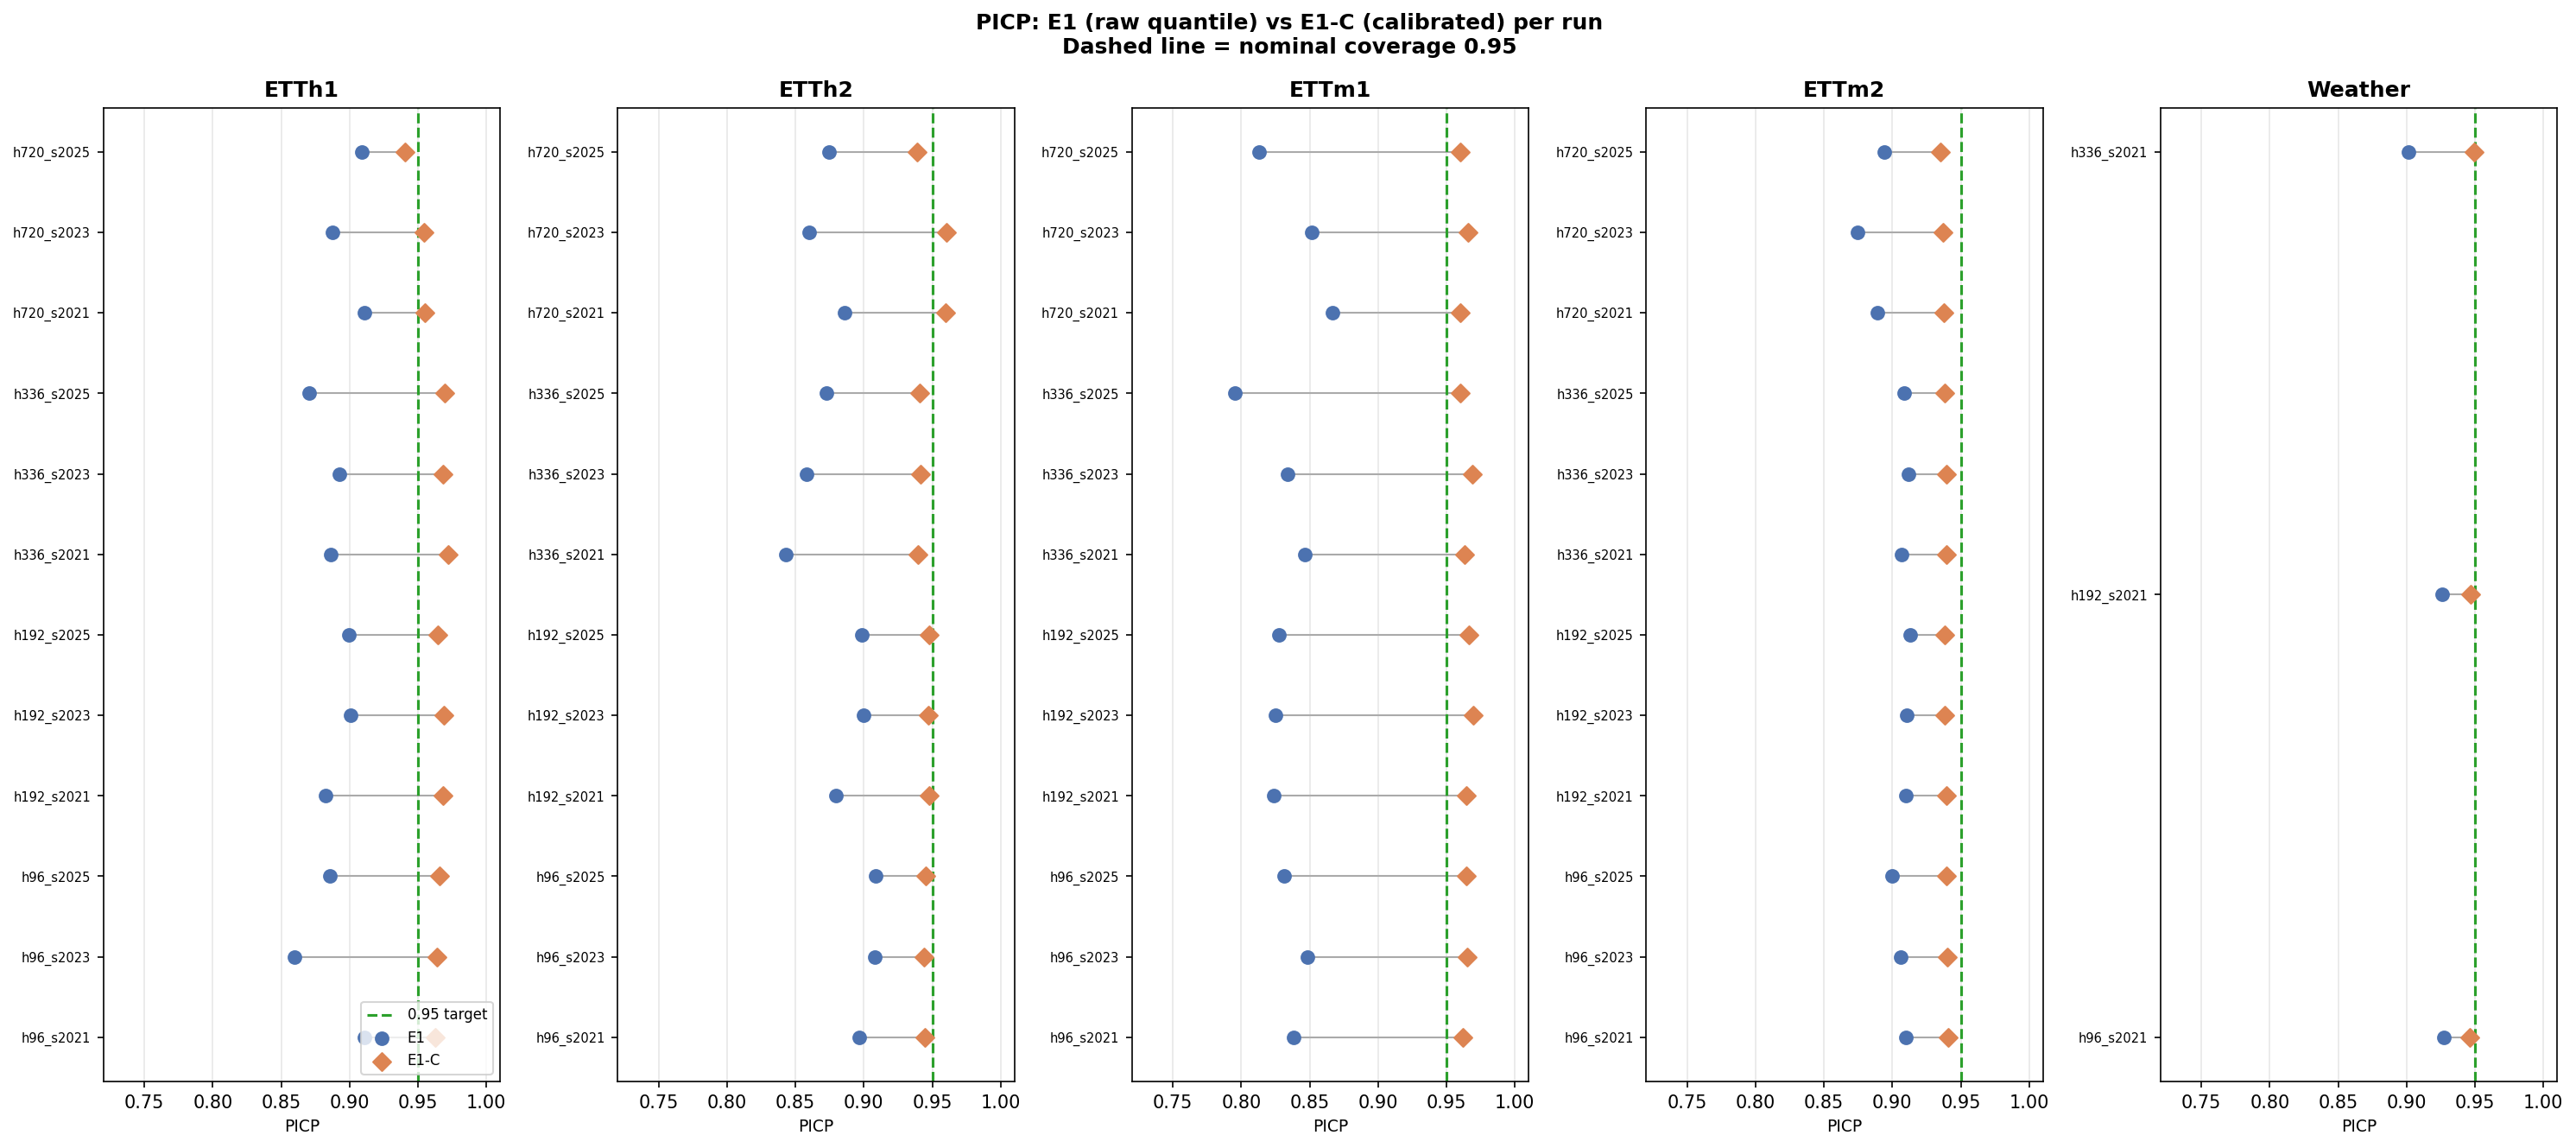 PICP: E1 (raw quantile) vs E1-C (calibrated) per run
Dashed line = nominal coverage 0.95
ETTh1
h720_s2025
h720_s2023
h720_s2021
h336_s2025
h336_s2023
h336_s2021
h192_s2025
h192_s2023
h192_s2021
h96_s2025
h96_s2023
h96_s2021
0.95 target
E1
E1-C
0.75 0.80 0.85 0.90 0.95 1.00
PICP
ETTh2
h720_s2025
h720_s2023
h720_s2021
h336_s2025
h336_s2023
h336_s2021
h192_s2025
h192_s2023
h192_s2021
h96_s2025
h96_s2023
h96_s2021
0.75 0.80 0.85 0.90 0.95 1.00
PICP
ETTm1
h720_s2025
h720_s2023
h720_s2021
h336_s2025
h336_s2023
h336_s2021
h192_s2025
h192_s2023
h192_s2021
h96_s2025
h96_s2023
h96_s2021
0.75 0.80 0.85 0.90 0.95 1.00
PICP
ETTm2
h720_s2025
h720_s2023
h720_s2021
h336_s2025
h336_s2023
h336_s2021
h192_s2025
h192_s2023
h192_s2021
h96_s2025
h96_s2023
h96_s2021
0.75 0.80 0.85 0.90 0.95 1.00
PICP
Weather
h336_s2021
h192_s2021
h96_s2021
0.75 0.80 0.85 0.90 0.95 1.00
PICP